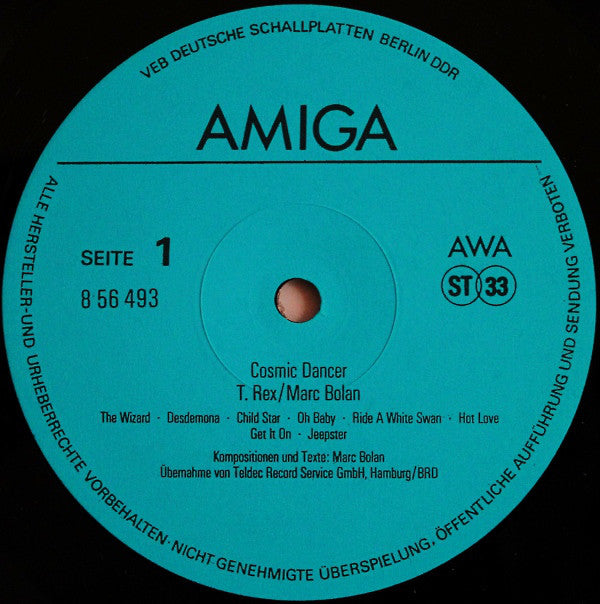 VEB DEUTSCHE SCHALLPLATTEN BERLIN DDR
AMIGA
SEITE 1
8 56 493
AWA
ST 33
Cosmic Dancer
T. Rex/Marc Bolan
The Wizard · Desdemona · Child Star · Oh Baby · Ride A White Swan · Hot Love
Get It On · Jeepster
Kompositionen und Texte: Marc Bolan
Übernahme von Teldec Record Service GmbH, Hamburg/BRD
ALLE HERSTELLER-UND URHEBERRECHTE VORBEHALTEN·NICHT GENEHMIGTE ÜBERSPIELUNG, ÖFFENTLICHE AUFFÜHRUNG UND SENDUNG VERBOTEN